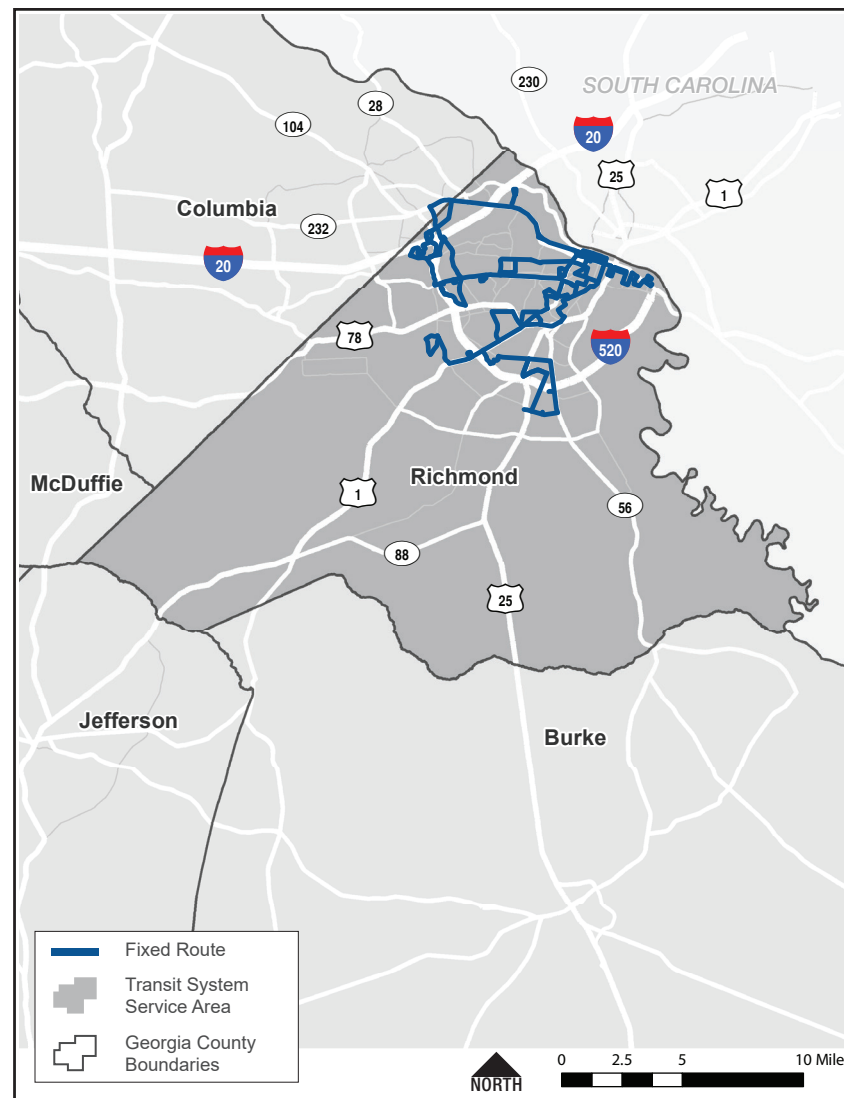 230
SOUTH CAROLINA
28
20
104
25
1
Columbia
232
20
78
520
McDuffie
Richmond
1
56
88
25
Jefferson
Burke
Fixed Route
Transit System
Service Area
Georgia County
Boundaries
NORTH
0 2.5 5 10 Mile